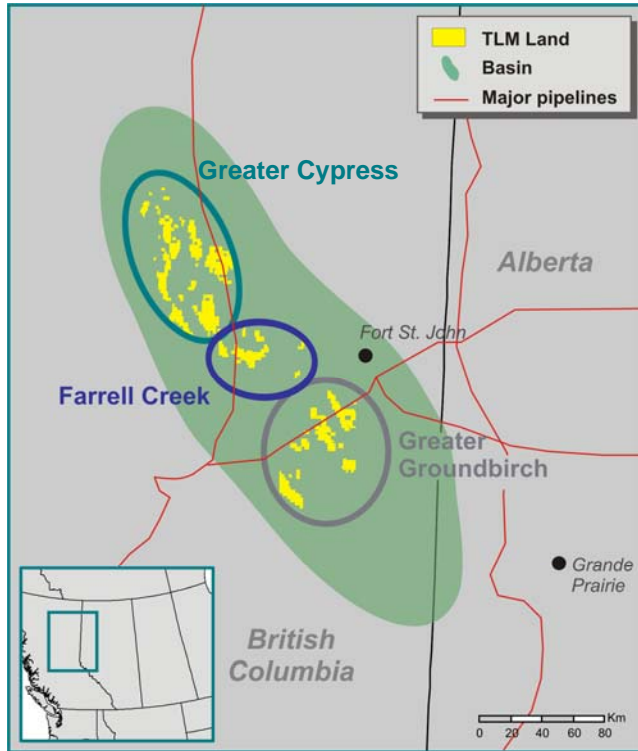 TLM Land
Basin
Major pipelines
Greater Cypress
Alberta
Fort St. John
Farrell Creek
Greater
Groundbirch
Grande
Prairie
British
Columbia
Km
0 20 40 60 80